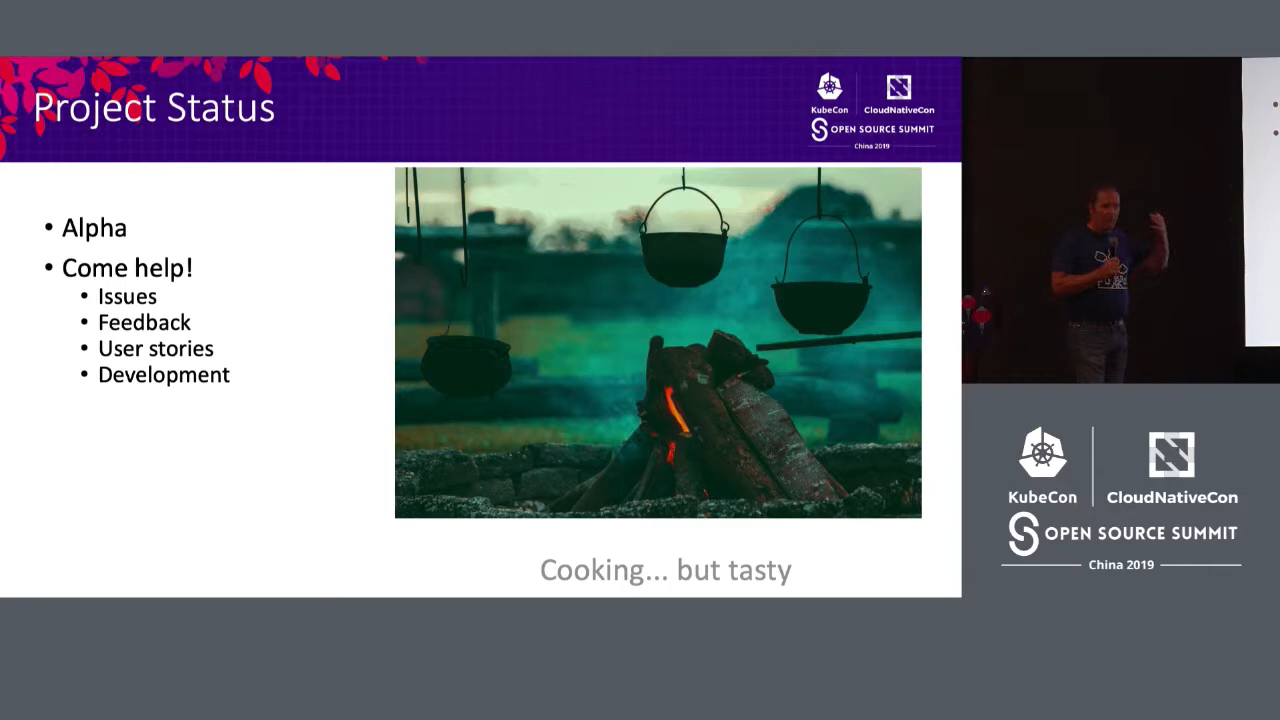 Project Status
KubeCon
CloudNativeCon
OPEN SOURCE SUMMIT
China 2019
• Alpha
• Come help!
• Issues
• Feedback
• User stories
• Development
Cooking... but tasty
KubeCon
CloudNativeCon
OPEN SOURCE SUMMIT
China 2019